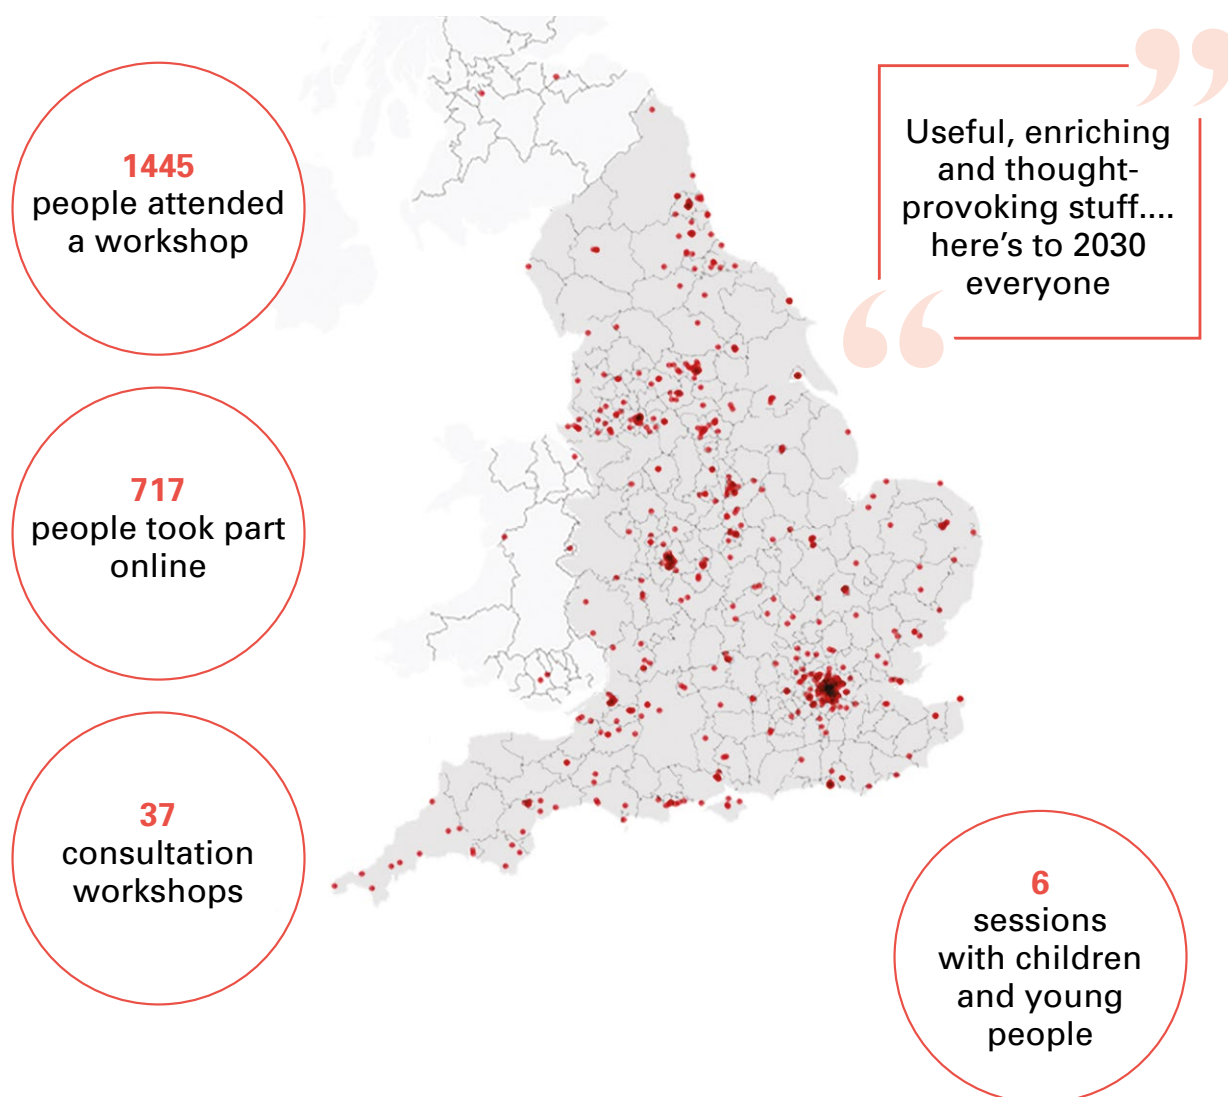 1445
people attended
a workshop
Useful, enriching
and thought-
provoking stuff....
here’s to 2030
everyone
717
people took part
online
37
consultation
workshops
6
sessions
with children
and young
people